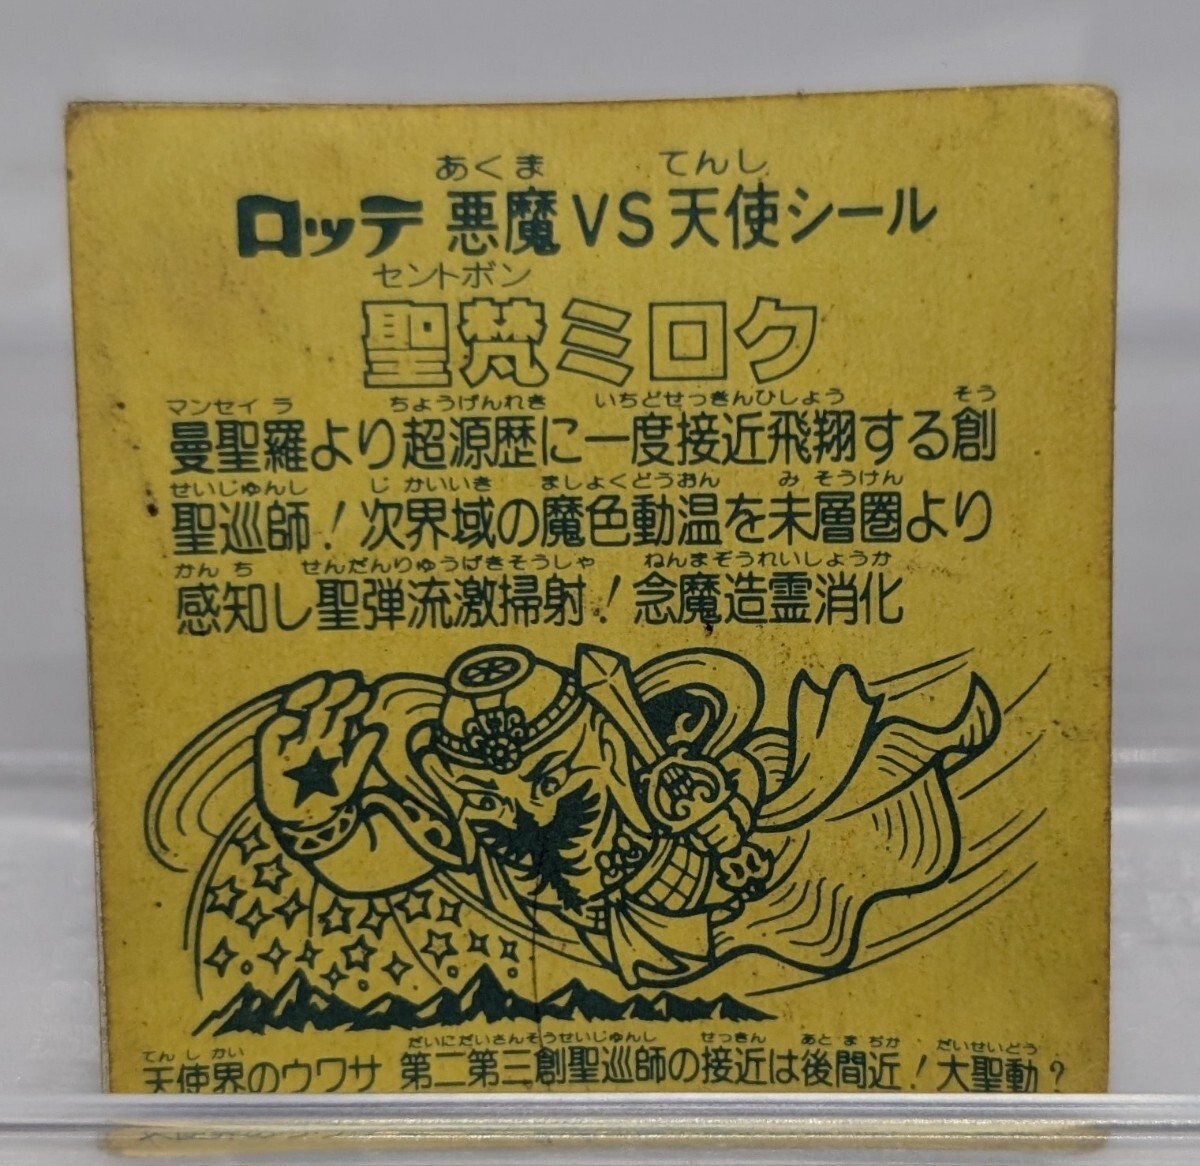 あくま てんし
ロッテ 悪魔VS天使シール
セントボン
聖梵ミロク
マンセイラ ちょうげんれき いちどせっきんひしょう そう
曼聖羅より超源歴に一度接近飛翔する創
せいじゅんし じかいいき ましょくどうおん みそうけん
聖巡師!次界域の魔色動温を未層圏より
かんち せんだんりゅうげきそうしゃ ねんまぞうれいしょうか
感知し聖弾流激掃射!念魔造霊消化
てんしかい だいにだいさんそうせいじゅんし せっきん あとまぢか だいせいどう
天使界のウワサ 第二第三創聖巡師の接近は後間近!大聖動?